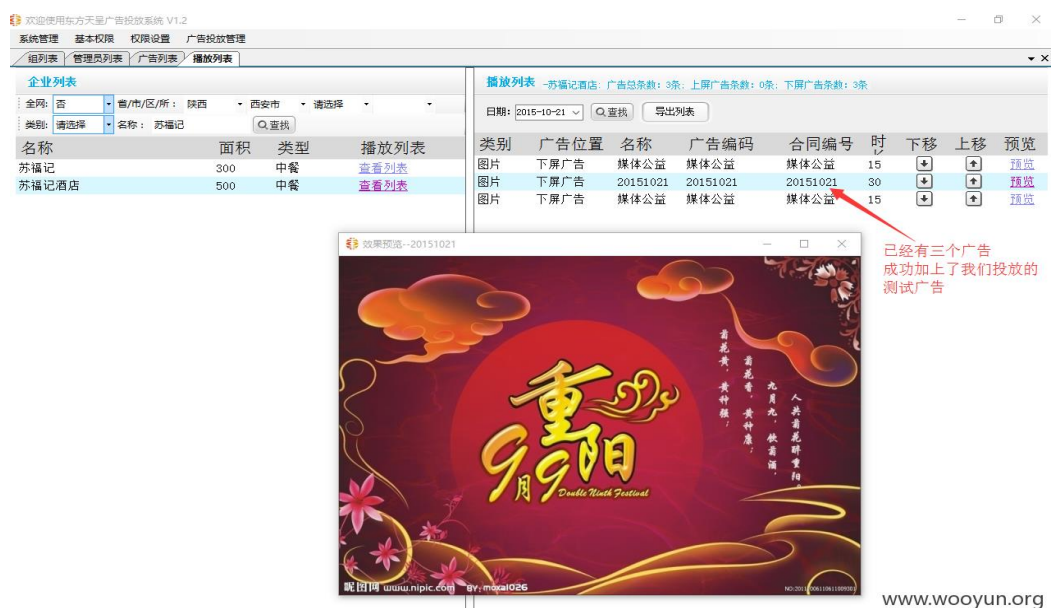 欢迎使用东方天呈广告投放系统 V1.2
系统管理 基本权限 权限设置 广告投放管理
组列表 管理员列表 广告列表 播放列表
企业列表
全网: 否 省/市/区/所: 陕西 西安市 请选择
类别: 请选择 名称: 苏福记 查找
名称 面积 类型 播放列表
苏福记 300 中餐 查看列表
苏福记酒店 500 中餐 查看列表
播放列表 -苏福记酒店: 广告总条数: 3条; 上屏广告条数: 0条; 下屏广告条数: 3条
日期: 2015-10-21 查找 导出列表
类别 广告位置 名称 广告编码 合同编号 时 下移 上移 预览
图片 下屏广告 媒体公益 媒体公益 媒体公益 15 预览
图片 下屏广告 20151021 20151021 20151021 30 预览
图片 下屏广告 媒体公益 媒体公益 媒体公益 15 预览
已经有三个广告
成功加上了我们投放的
测试广告
效果预览--20151021
重阳
9月9
Double Ninth Festival
人共菊花醉重阳。
九月九,饮菊酒,
菊花香,黄种康;
菊花黄,黄种强;
昵图网 www.nipic.com BY:moxai026
www.wooyun.org